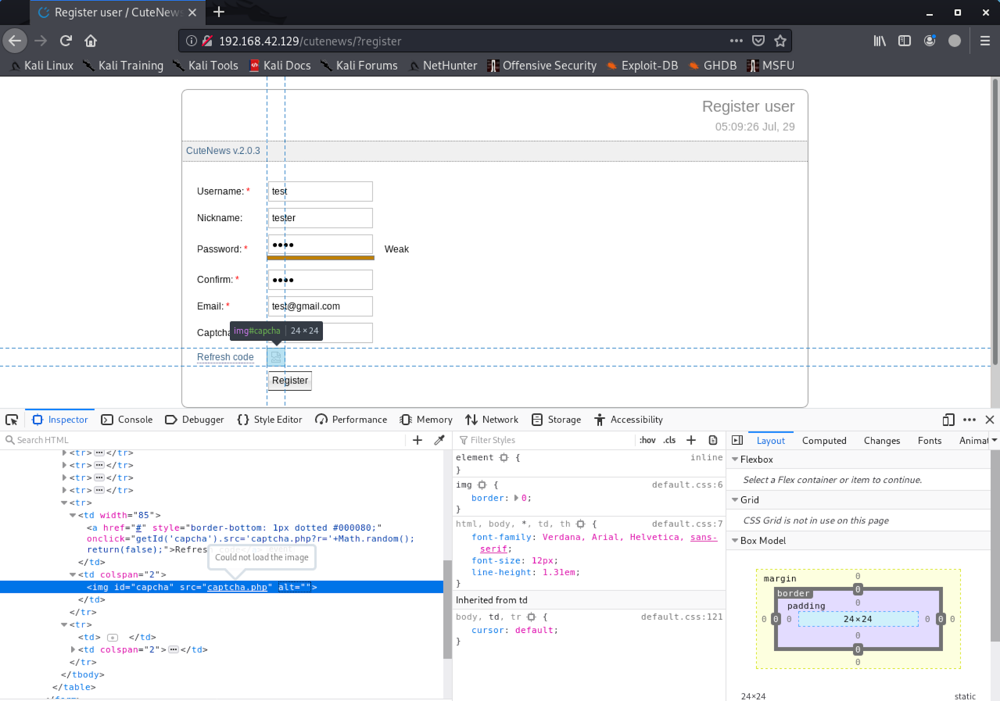 Register user / CuteNews
192.168.42.129/cutenews/?register
Kali Linux Kali Training Kali Tools Kali Docs Kali Forums NetHunter Offensive Security Exploit-DB GHDB MSFU
Register user
05:09:26 Jul, 29
CuteNews v.2.0.3
Username: * test
Nickname: tester
Password: * •••• Weak
Confirm: * ••••
Email: * test@gmail.com
Captcha
img#capcha | 24 × 24
Refresh code
Register
Inspector Console Debugger Style Editor Performance Memory Network Storage Accessibility
Search HTML
<tr> ••• </tr>
<tr> ••• </tr>
<tr> ••• </tr>
<tr> ••• </tr>
<tr>
<td width="85">
<a href="#" style="border-bottom: 1px dotted #000080;"
onclick="getId('capcha').src='captcha.php?r='+Math.random();
return(false);">Refresh code</a> event
Could not load the image
</td>
<td colspan="2">
<img id="capcha" src="captcha.php" alt="">
</td>
</tr>
<tr>
<td> </td>
<td colspan="2"> ••• </td>
</tr>
</tbody>
</table>
Filter Styles :hov .cls
element { inline
}
img { default.css:6
border: 0;
}
html, body, *, td, th { default.css:7
font-family: Verdana, Arial, Helvetica, sans-
serif;
font-size: 12px;
line-height: 1.31em;
}
Inherited from td
body, td, tr { default.css:121
cursor: default;
}
Layout Computed Changes Fonts Animat
Flexbox
Select a Flex container or item to continue.
Grid
CSS Grid is not in use on this page
Box Model
margin 0
border 0
padding 0
0 0 0 24×24 0 0 0
0
0
0
24×24 static